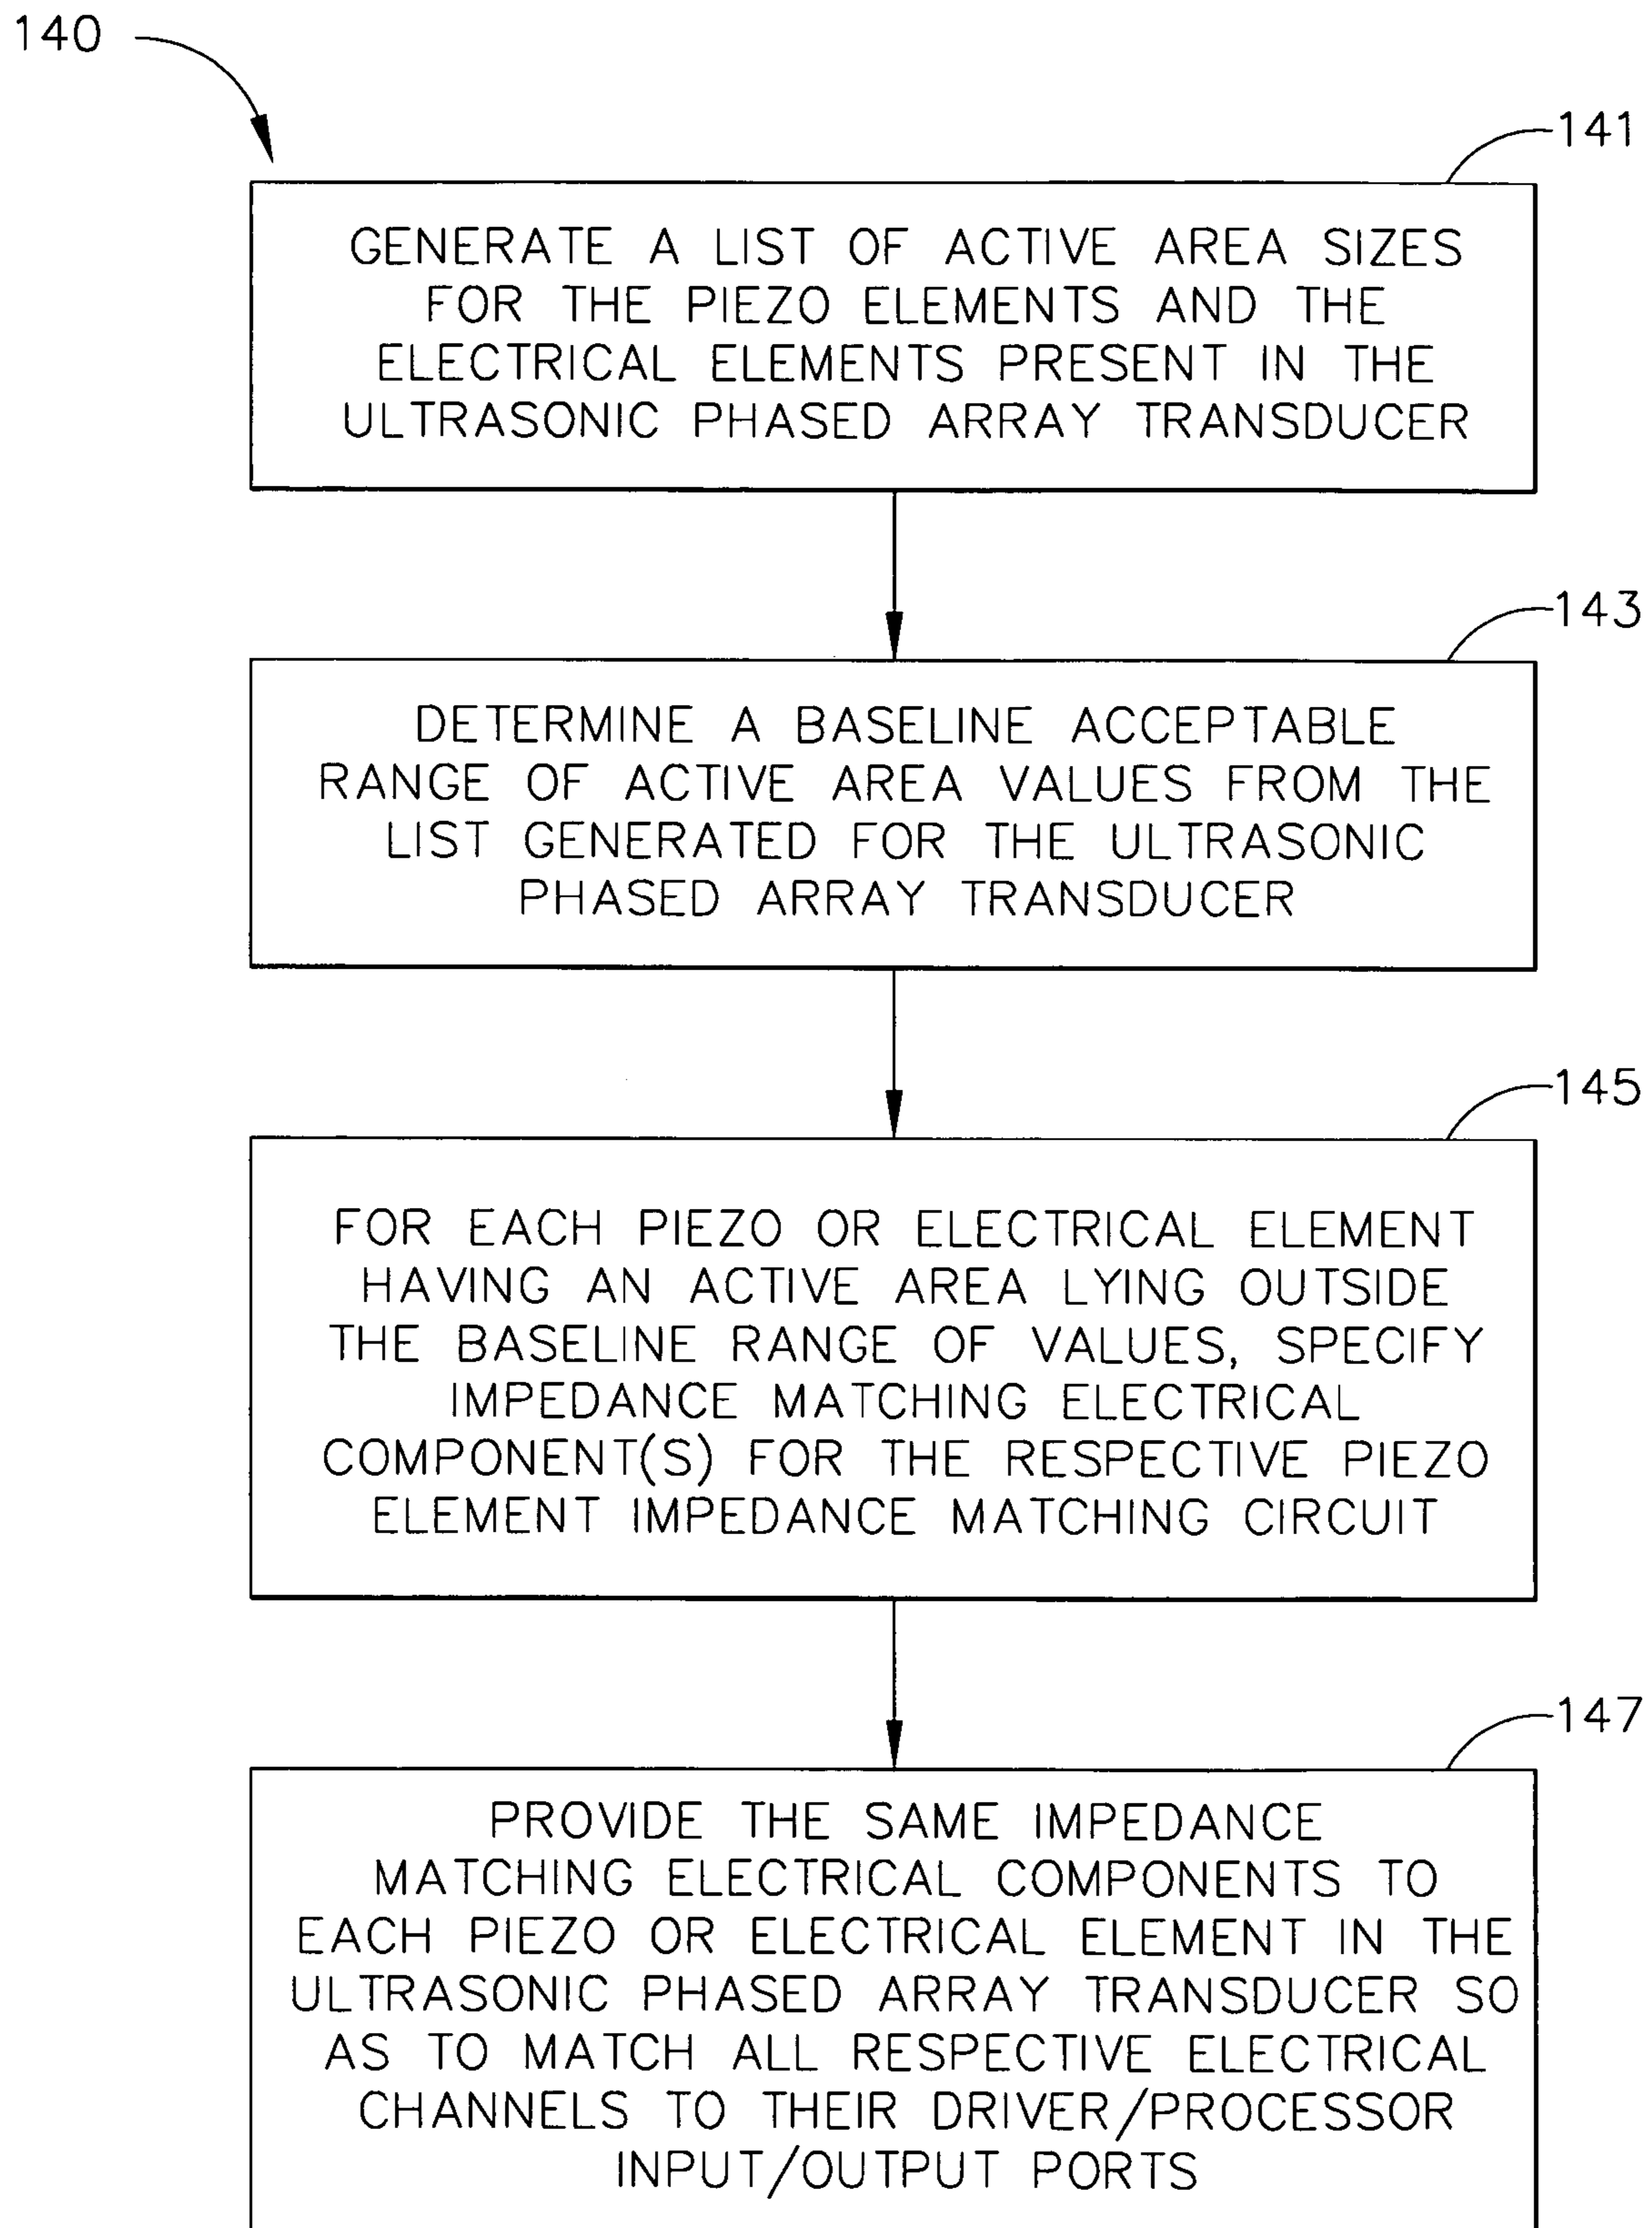 140
141
GENERATE A LIST OF ACTIVE AREA SIZES
FOR THE PIEZO ELEMENTS AND THE
ELECTRICAL ELEMENTS PRESENT IN THE
ULTRASONIC PHASED ARRAY TRANSDUCER
143
DETERMINE A BASELINE ACCEPTABLE
RANGE OF ACTIVE AREA VALUES FROM THE
LIST GENERATED FOR THE ULTRASONIC
PHASED ARRAY TRANSDUCER
145
FOR EACH PIEZO OR ELECTRICAL ELEMENT
HAVING AN ACTIVE AREA LYING OUTSIDE
THE BASELINE RANGE OF VALUES, SPECIFY
IMPEDANCE MATCHING ELECTRICAL
COMPONENT(S) FOR THE RESPECTIVE PIEZO
ELEMENT IMPEDANCE MATCHING CIRCUIT
147
PROVIDE THE SAME IMPEDANCE
MATCHING ELECTRICAL COMPONENTS TO
EACH PIEZO OR ELECTRICAL ELEMENT IN THE
ULTRASONIC PHASED ARRAY TRANSDUCER SO
AS TO MATCH ALL RESPECTIVE ELECTRICAL
CHANNELS TO THEIR DRIVER/PROCESSOR
INPUT/OUTPUT PORTS